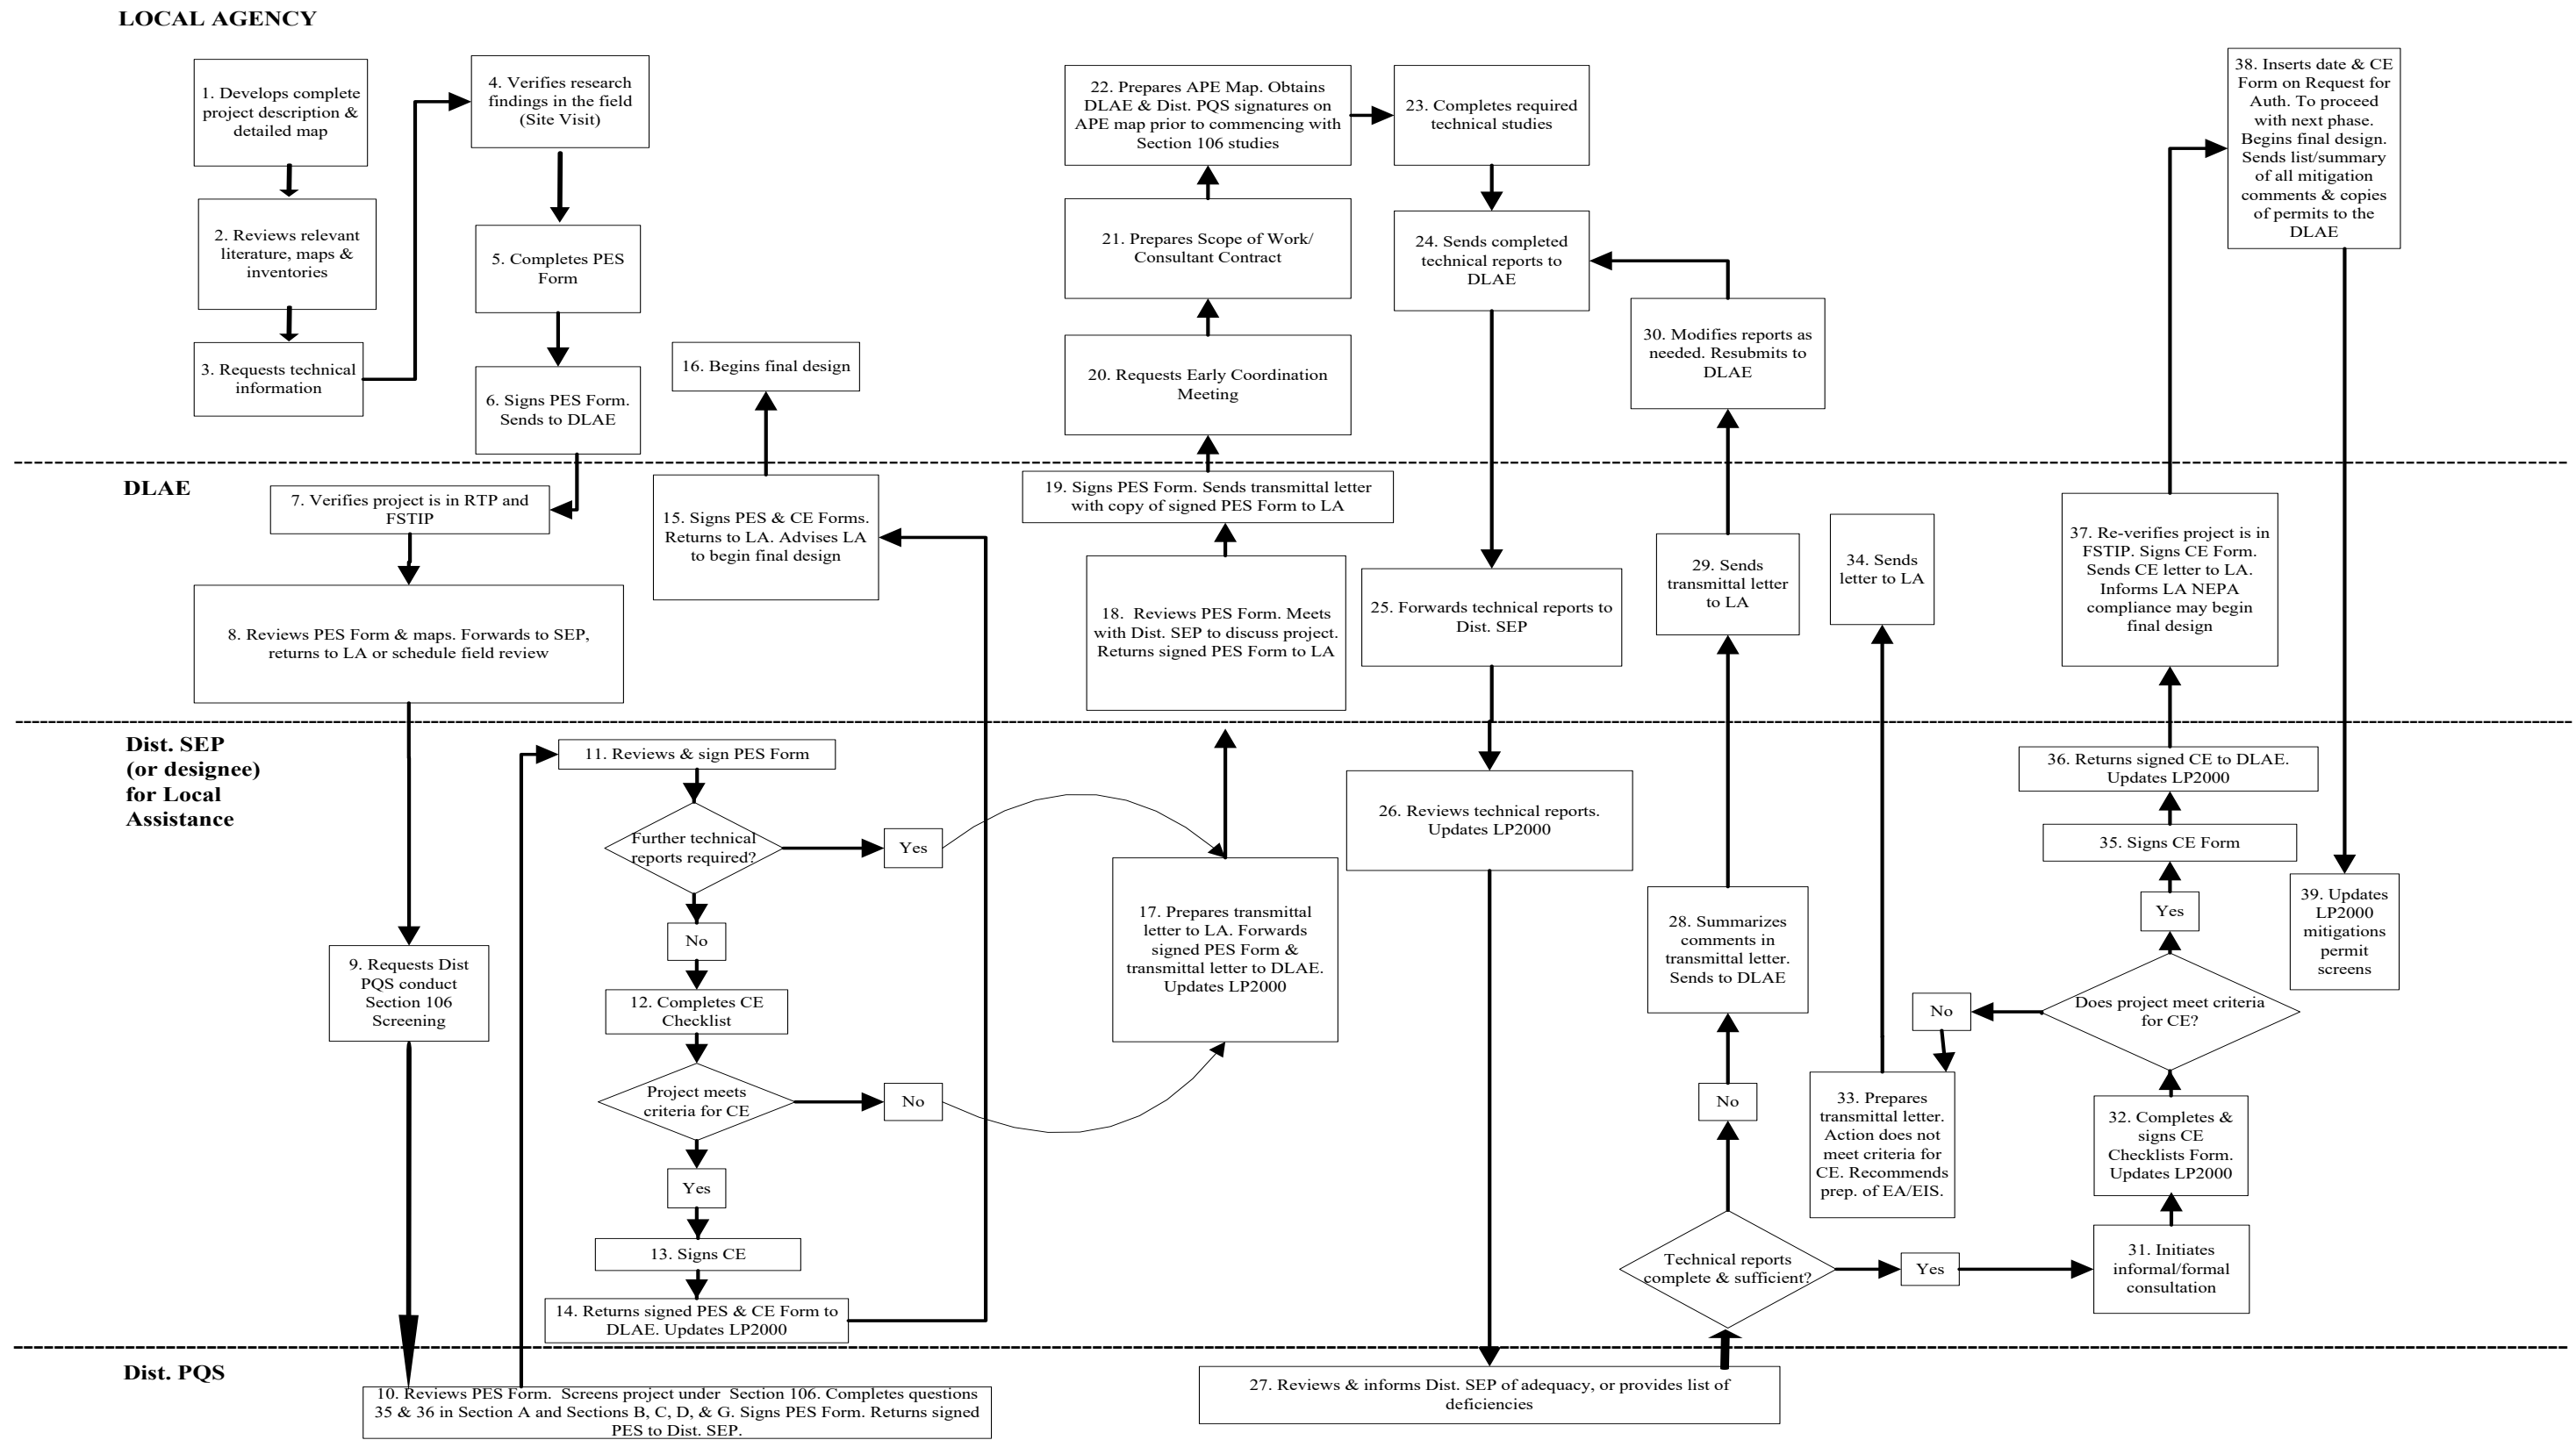 LOCAL AGENCY
1. Develops complete
project description &
detailed map
2. Reviews relevant
literature, maps &
inventories
3. Requests technical
information
4. Verifies research
findings in the field
(Site Visit)
5. Completes PES
Form
6. Signs PES Form.
Sends to DLAE
16. Begins final design
22. Prepares APE Map. Obtains
DLAE & Dist. PQS signatures on
APE map prior to commencing with
Section 106 studies
21. Prepares Scope of Work/
Consultant Contract
20. Requests Early Coordination
Meeting
23. Completes required
technical studies
24. Sends completed
technical reports to
DLAE
30. Modifies reports as
needed. Resubmits to
DLAE
38. Inserts date & CE
Form on Request for
Auth. To proceed
with next phase.
Begins final design.
Sends list/summary
of all mitigation
comments & copies
of permits to the
DLAE
DLAE
7. Verifies project is in RTP and
FSTIP
8. Reviews PES Form & maps. Forwards to SEP,
returns to LA or schedule field review
15. Signs PES & CE Forms.
Returns to LA. Advises LA
to begin final design
19. Signs PES Form. Sends transmittal letter
with copy of signed PES Form to LA
18. Reviews PES Form. Meets
with Dist. SEP to discuss project.
Returns signed PES Form to LA
25. Forwards technical reports to
Dist. SEP
29. Sends
transmittal letter
to LA
34. Sends
letter to LA
37. Re-verifies project is in
FSTIP. Signs CE Form.
Sends CE letter to LA.
Informs LA NEPA
compliance may begin
final design
Dist. SEP
(or designee)
for Local
Assistance
9. Requests Dist
PQS conduct
Section 106
Screening
11. Reviews & sign PES Form
Further technical
reports required?
Yes
No
12. Completes CE
Checklist
Project meets
criteria for CE
No
Yes
13. Signs CE
14. Returns signed PES & CE Form to
DLAE. Updates LP2000
17. Prepares transmittal
letter to LA. Forwards
signed PES Form &
transmittal letter to DLAE.
Updates LP2000
26. Reviews technical reports.
Updates LP2000
28. Summarizes
comments in
transmittal letter.
Sends to DLAE
No
Technical reports
complete & sufficient?
Yes
31. Initiates
informal/formal
consultation
32. Completes &
signs CE
Checklists Form.
Updates LP2000
Does project meet criteria
for CE?
No
33. Prepares
transmittal letter.
Action does not
meet criteria for
CE. Recommends
prep. of EA/EIS.
Yes
35. Signs CE Form
36. Returns signed CE to DLAE.
Updates LP2000
39. Updates
LP2000
mitigations
permit
screens
Dist. PQS
10. Reviews PES Form. Screens project under Section 106. Completes questions
35 & 36 in Section A and Sections B, C, D, & G. Signs PES Form. Returns signed
PES to Dist. SEP.
27. Reviews & informs Dist. SEP of adequacy, or provides list of
deficiencies